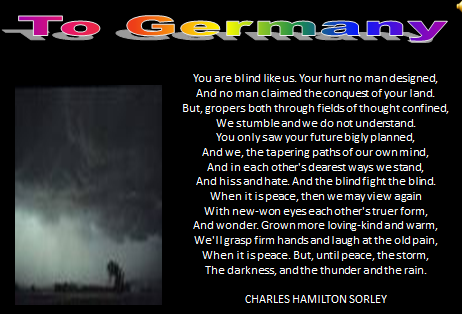 To Germany
You are blind like us. Your hurt no man designed,
And no man claimed the conquest of your land.
But, gropers both through fields of thought confined,
We stumble and we do not understand.
You only saw your future bigly planned,
And we, the tapering paths of our own mind,
And in each other's dearest ways we stand,
And hiss and hate. And the blind fight the blind.
When it is peace, then we may view again
With new-won eyes each other's truer form,
And wonder. Grown more loving-kind and warm,
We'll grasp firm hands and laugh at the old pain,
When it is peace. But, until peace, the storm,
The darkness, and the thunder and the rain.
CHARLES HAMILTON SORLEY